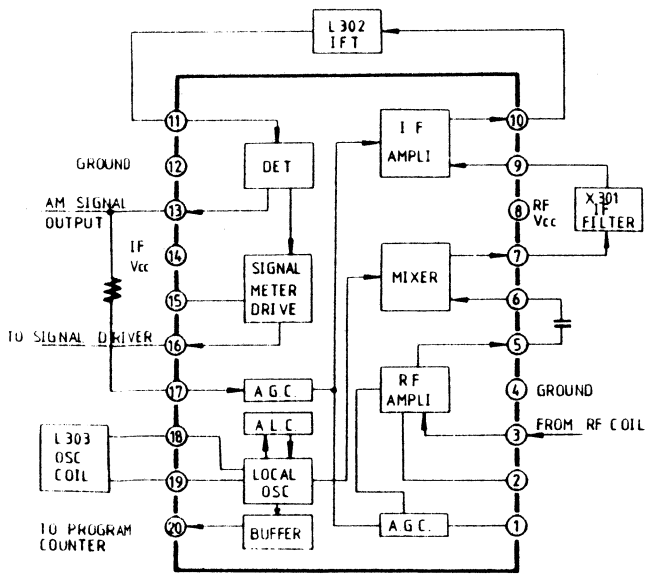 L302
IFT
11
10
IF
AMPLI
GROUND
12
DET
9
AM SIGNAL
OUTPUT
13
8
RF
Vcc
X301
IF
FILTER
IF
Vcc
14
7
SIGNAL
METER
DRIVE
MIXER
15
6
TO SIGNAL DRIVER
16
5
RF
AMPLI
17
A.G.C.
4
GROUND
A.L.C.
FROM RF COIL
L303
OSC
COIL
18
3
LOCAL
OSC
19
2
TO PROGRAM
COUNTER
20
BUFFER
A.G.C.
1